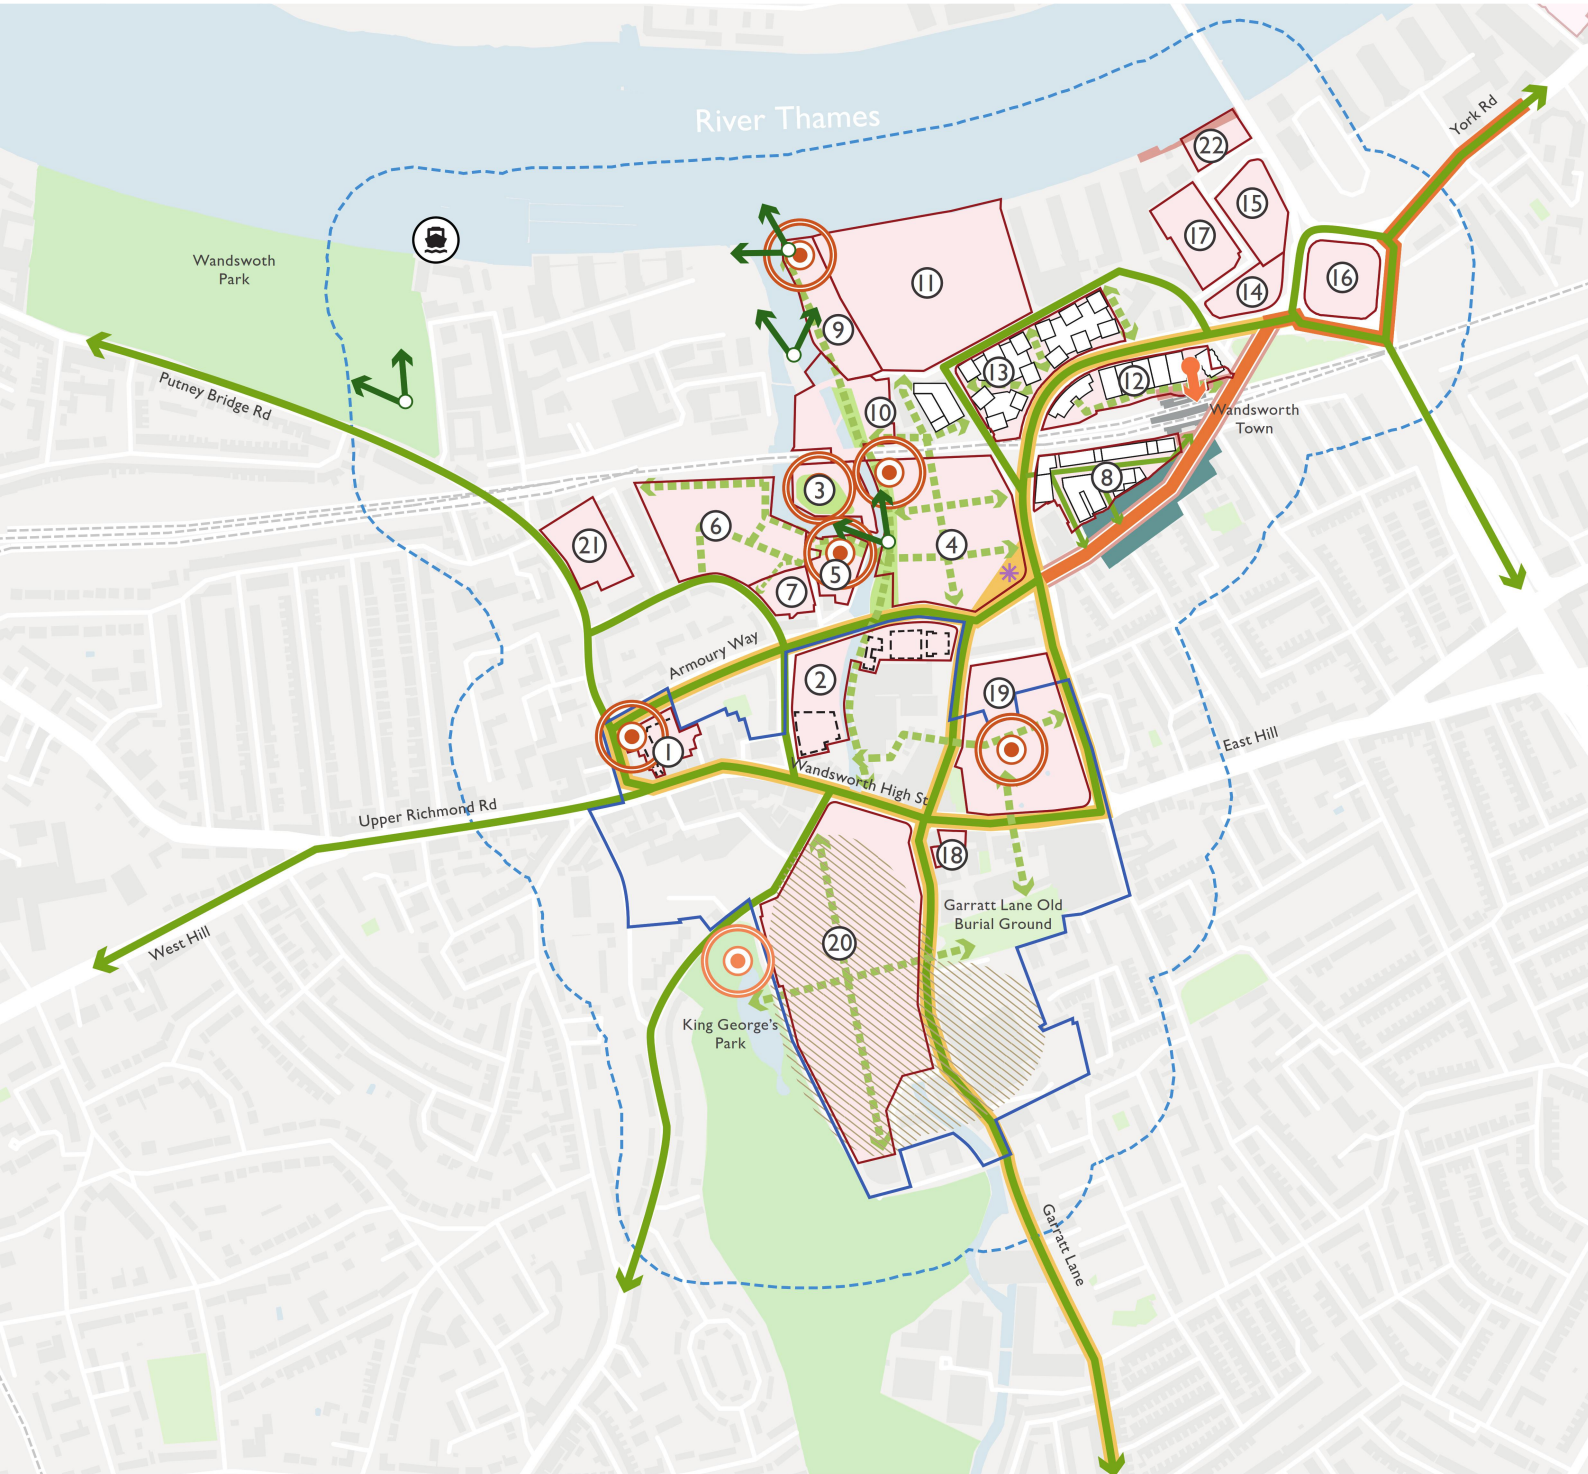 River Thames
York Rd
22
15
17
Wandswoth
Park
14
16
11
9
13
12
Putney Bridge Rd
10
Wandsworth
Town
8
3
6
4
21
5
7
Armoury Way
2
19
1
East Hill
Wandsworth High St
Upper Richmond Rd
18
Garratt Lane Old
Burial Ground
20
West Hill
King George's
Park
Garratt Lane